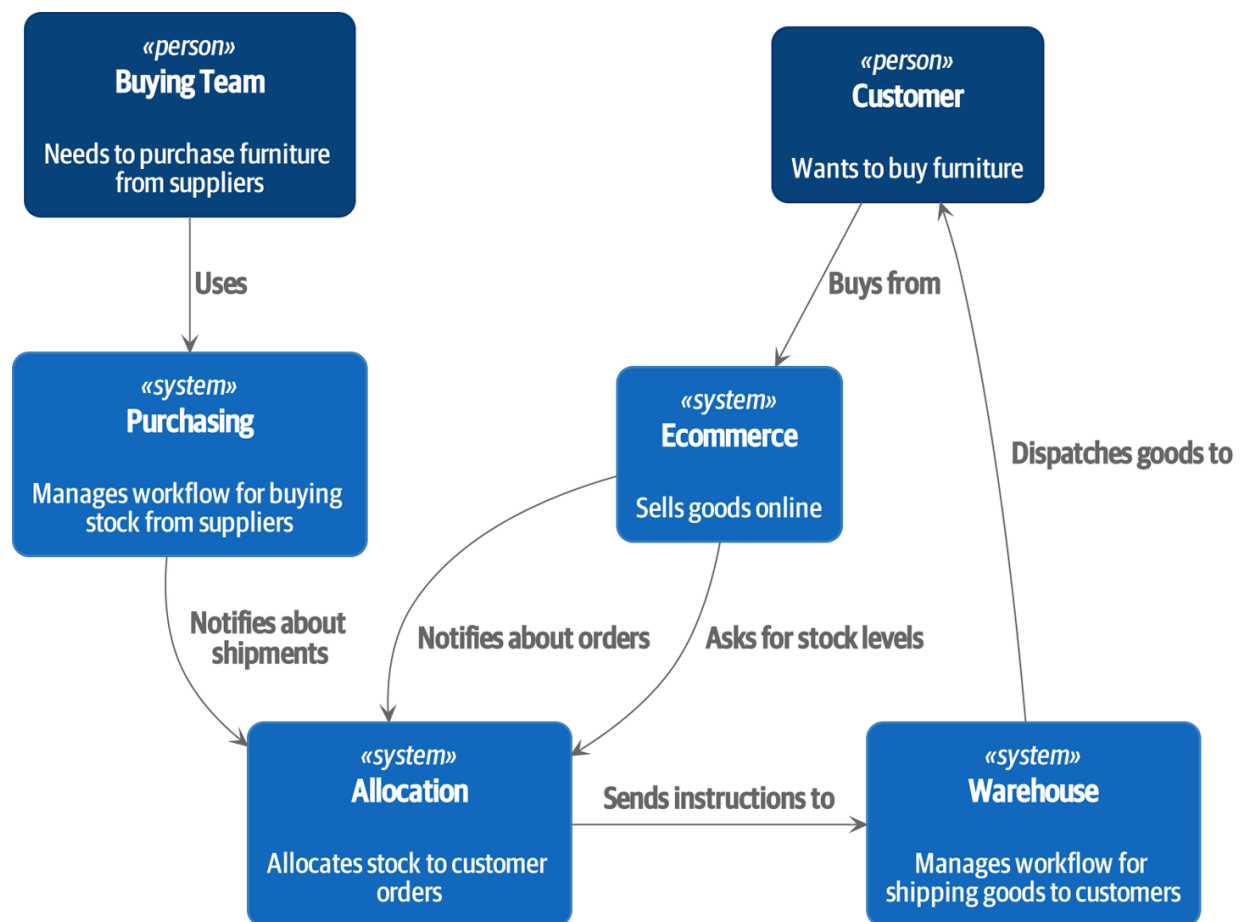 «person»
Buying Team
Needs to purchase furniture
from suppliers
«person»
Customer
Wants to buy furniture
Uses
Buys from
«system»
Purchasing
Manages workflow for buying
stock from suppliers
«system»
Ecommerce
Sells goods online
Dispatches goods to
Notifies about
shipments
Notifies about orders
Asks for stock levels
«system»
Allocation
Allocates stock to customer
orders
Sends instructions to
«system»
Warehouse
Manages workflow for
shipping goods to customers